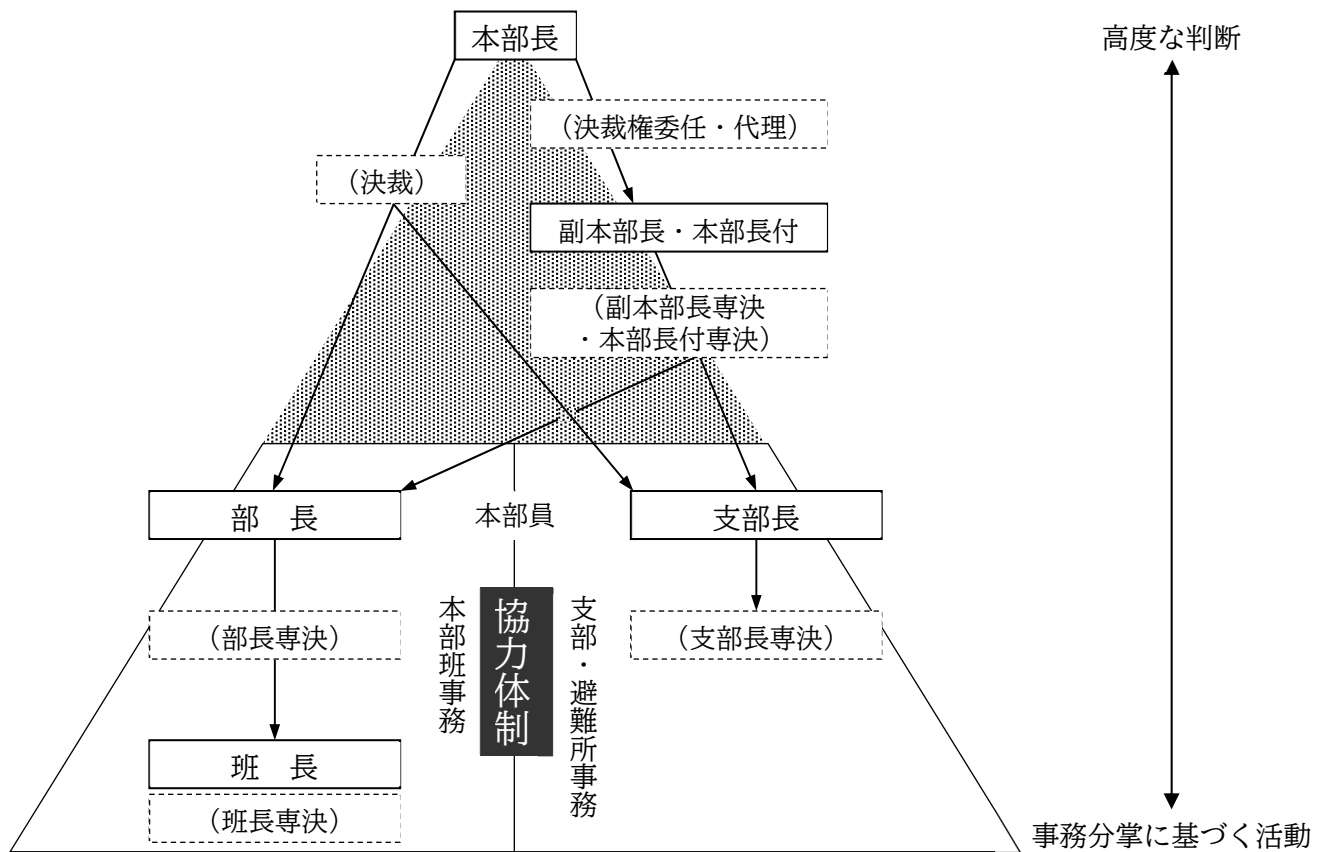 本部長
高度な判断
（決裁権委任・代理）
（決裁）
副本部長・本部長付
（副本部長専決
・本部長付専決）
部　長
本部員
支部長
（部長専決）
本部班事務
協力体制
支部・避難所事務
（支部長専決）
班　長
（班長専決）
事務分掌に基づく活動